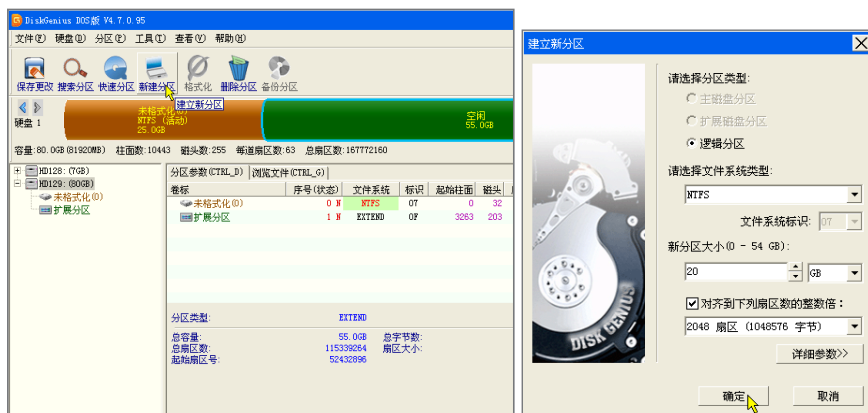 DiskGenius DOS版 V4.7.0.95
文件(F) 硬盘(D) 分区(P) 工具(T) 查看(V) 帮助(H)
保存更改 搜索分区 快速分区 新建分区 格式化 删除分区 备份分区
建立新分区
硬盘 1
未格式化(0)
NTFS (活动)
25.0GB
空闲
55.0GB
容量:80.0GB(81920MB) 柱面数:10443 磁头数:255 每道扇区数:63 总扇区数:167772160
HD128:(7GB)
HD129:(80GB)
未格式化(0)
扩展分区
分区参数(CTRL_D) 浏览文件(CTRL_G)
卷标 序号(状态) 文件系统 标识 起始柱面 磁头
未格式化(0) 0 N NTFS 07 0 32
扩展分区 1 N EXTEND 0F 3263 203
分区类型: EXTEND
总容量: 55.0GB 总字节数:
总扇区数: 115339264 扇区大小:
起始扇区号: 52432896
建立新分区
请选择分区类型:
主磁盘分区
扩展磁盘分区
逻辑分区
请选择文件系统类型:
NTFS
文件系统标识: 07
新分区大小(0 - 54 GB):
20 GB
对齐到下列扇区数的整数倍:
2048 扇区 (1048576 字节)
详细参数>>
确定 取消
DISK GENIUS